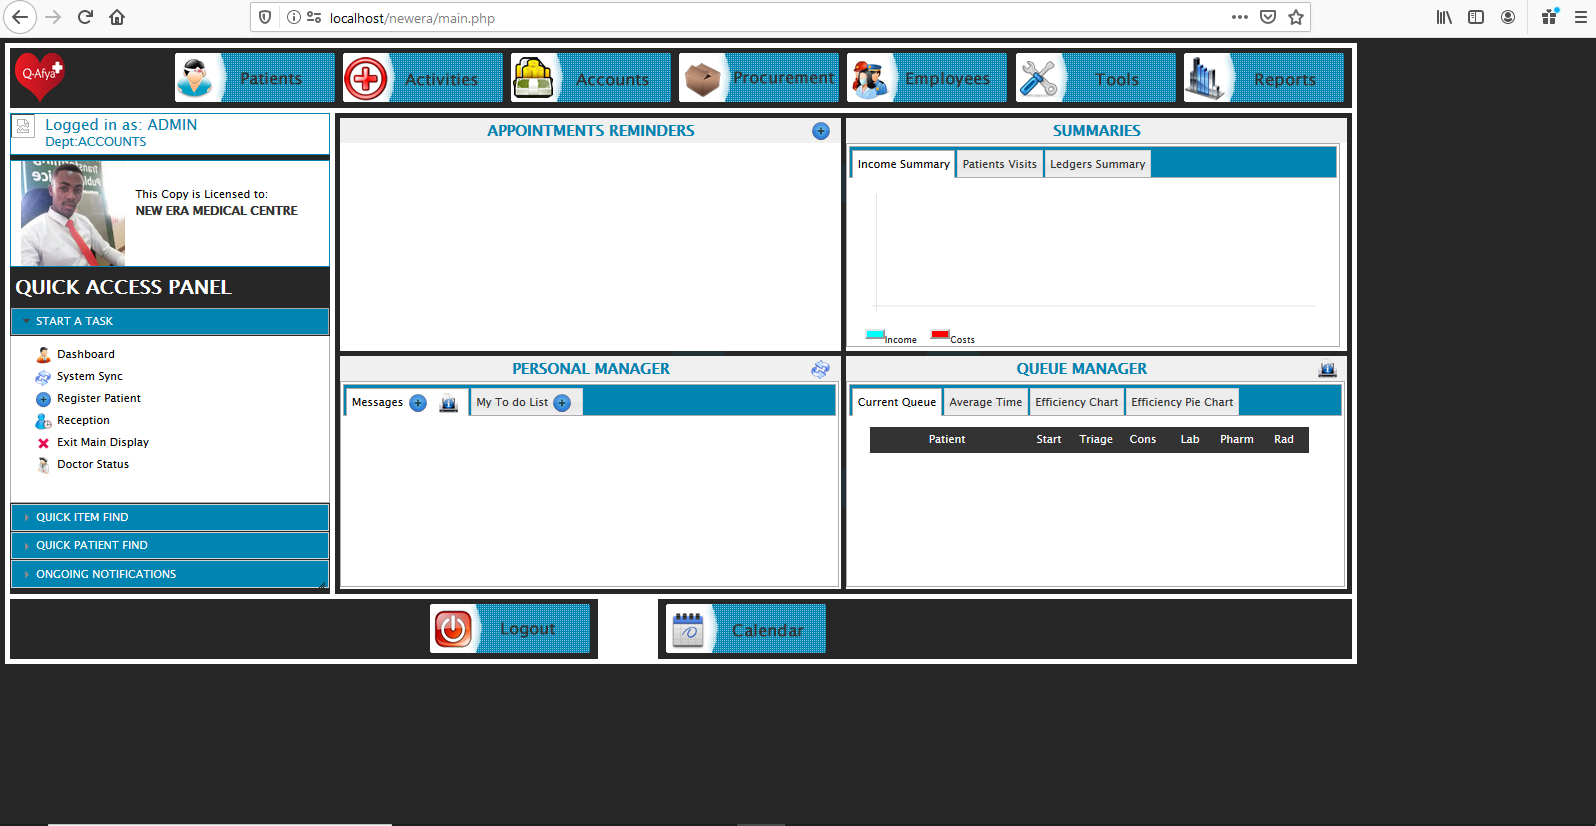 localhost/newera/main.php
Q-Afya
Patients
Activities
Accounts
Procurement
Employees
Tools
Reports
Logged in as: ADMIN
Dept:ACCOUNTS
This Copy is Licensed to:
NEW ERA MEDICAL CENTRE
QUICK ACCESS PANEL
START A TASK
Dashboard
System Sync
Register Patient
Reception
Exit Main Display
Doctor Status
QUICK ITEM FIND
QUICK PATIENT FIND
ONGOING NOTIFICATIONS
APPOINTMENTS REMINDERS
SUMMARIES
Income Summary Patients Visits Ledgers Summary
Income Costs
PERSONAL MANAGER
Messages My To do List
QUEUE MANAGER
Current Queue Average Time Efficiency Chart Efficiency Pie Chart
Patient Start Triage Cons Lab Pharm Rad
Logout
Calendar